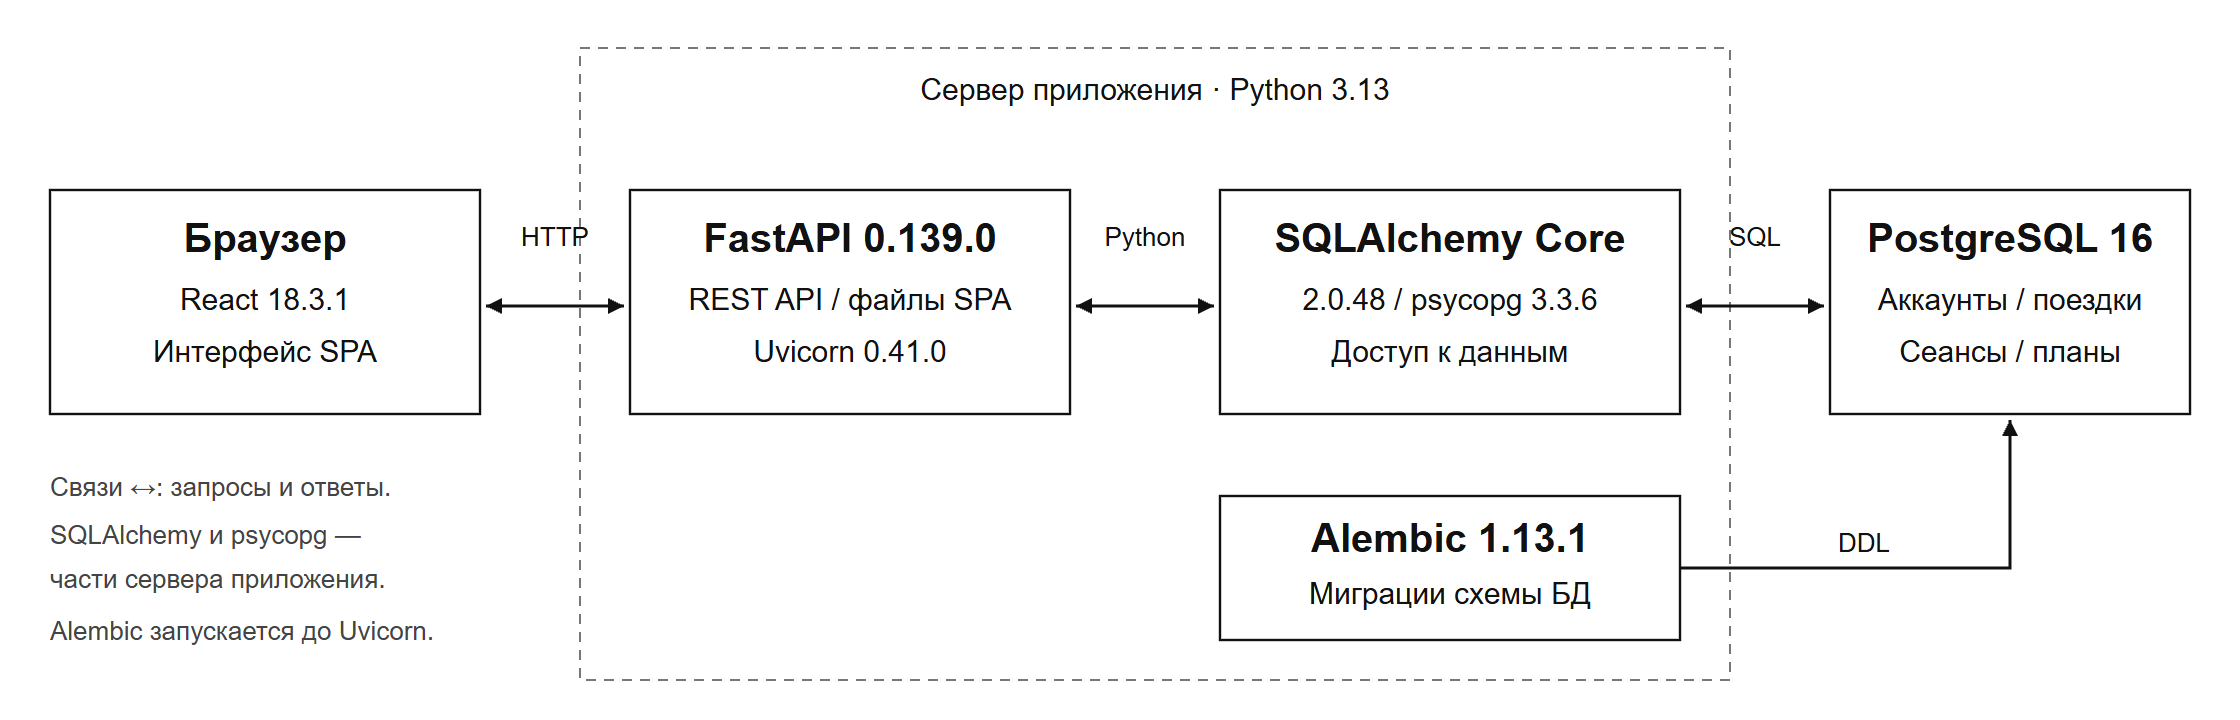 Сервер приложения · Python 3.13
Браузер
React 18.3.1
Интерфейс SPA
HTTP
FastAPI 0.139.0
REST API / файлы SPA
Uvicorn 0.41.0
Python
SQLAlchemy Core
2.0.48 / psycopg 3.3.6
Доступ к данным
SQL
PostgreSQL 16
Аккаунты / поездки
Сеансы / планы
Связи ↔: запросы и ответы.
SQLAlchemy и psycopg —
части сервера приложения.
Alembic запускается до Uvicorn.
Alembic 1.13.1
Миграции схемы БД
DDL